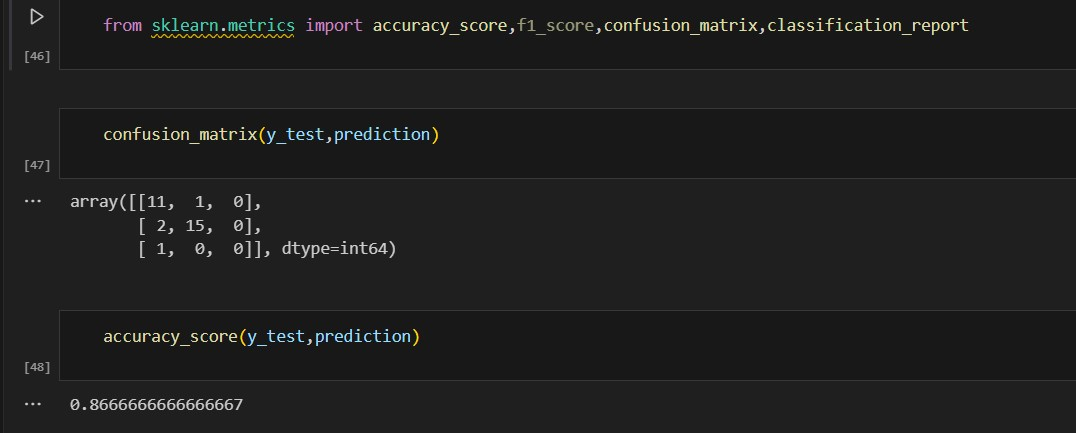 from sklearn.metrics import accuracy_score,f1_score,confusion_matrix,classification_report
[46]
confusion_matrix(y_test,prediction)
[47]
... array([[11, 1, 0],
[ 2, 15, 0],
[ 1, 0, 0]], dtype=int64)
accuracy_score(y_test,prediction)
[48]
... 0.8666666666666667